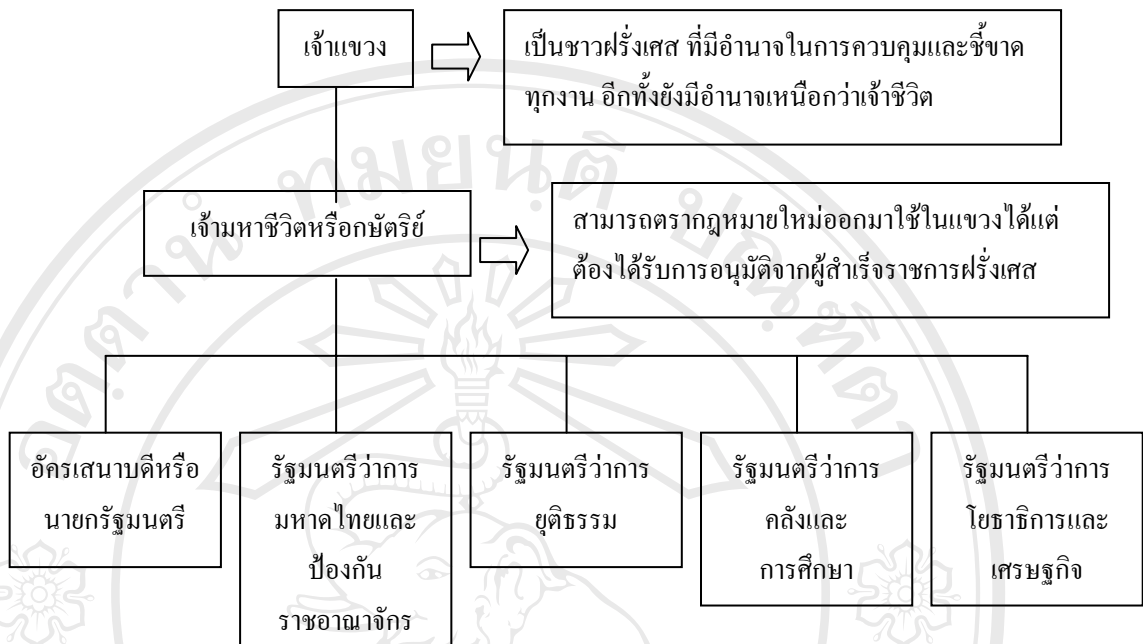 เจ้าแขวง
เป็นชาวฝรั่งเศส ที่มีอำนาจในการควบคุมและชี้ขาด
ทุกงาน อีกทั้งยังมีอำนาจเหนือกว่าเจ้าชีวิต
เจ้ามหาชีวิตหรือกษัตริย์
สามารถตรากฎหมายใหม่ออกมาใช้ในแขวงได้แต่
ต้องได้รับการอนุมัติจากผู้สำเร็จราชการฝรั่งเศส
อัครเสนาบดีหรือ
นายกรัฐมนตรี
รัฐมนตรีว่าการ
มหาดไทยและ
ป้องกัน
ราชอาณาจักร
รัฐมนตรีว่าการ
ยุติธรรม
รัฐมนตรีว่าการ
คลังและ
การศึกษา
รัฐมนตรีว่าการ
โยธาธิการและ
เศรษฐกิจ